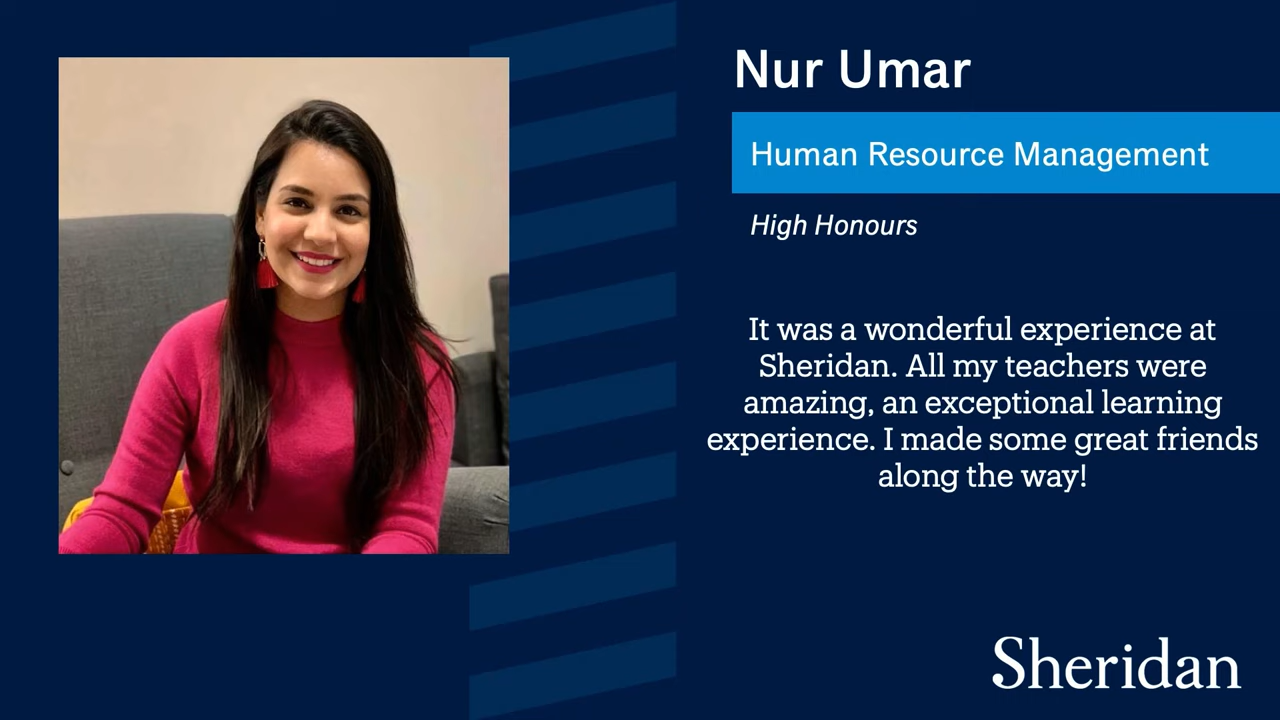 Nur Umar
Human Resource Management
High Honours
It was a wonderful experience at
Sheridan. All my teachers were
amazing, an exceptional learning
experience. I made some great friends
along the way!
Sheridan